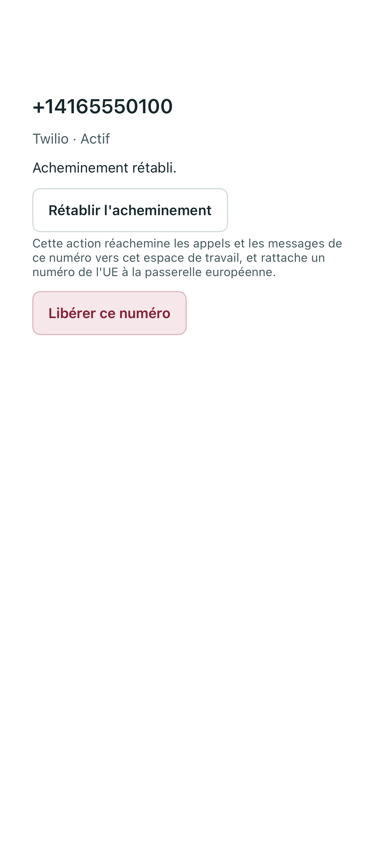 +14165550100
Twilio · Actif
Acheminement rétabli.
Rétablir l'acheminement
Cette action réachemine les appels et les messages de
ce numéro vers cet espace de travail, et rattache un
numéro de l'UE à la passerelle européenne.
Libérer ce numéro